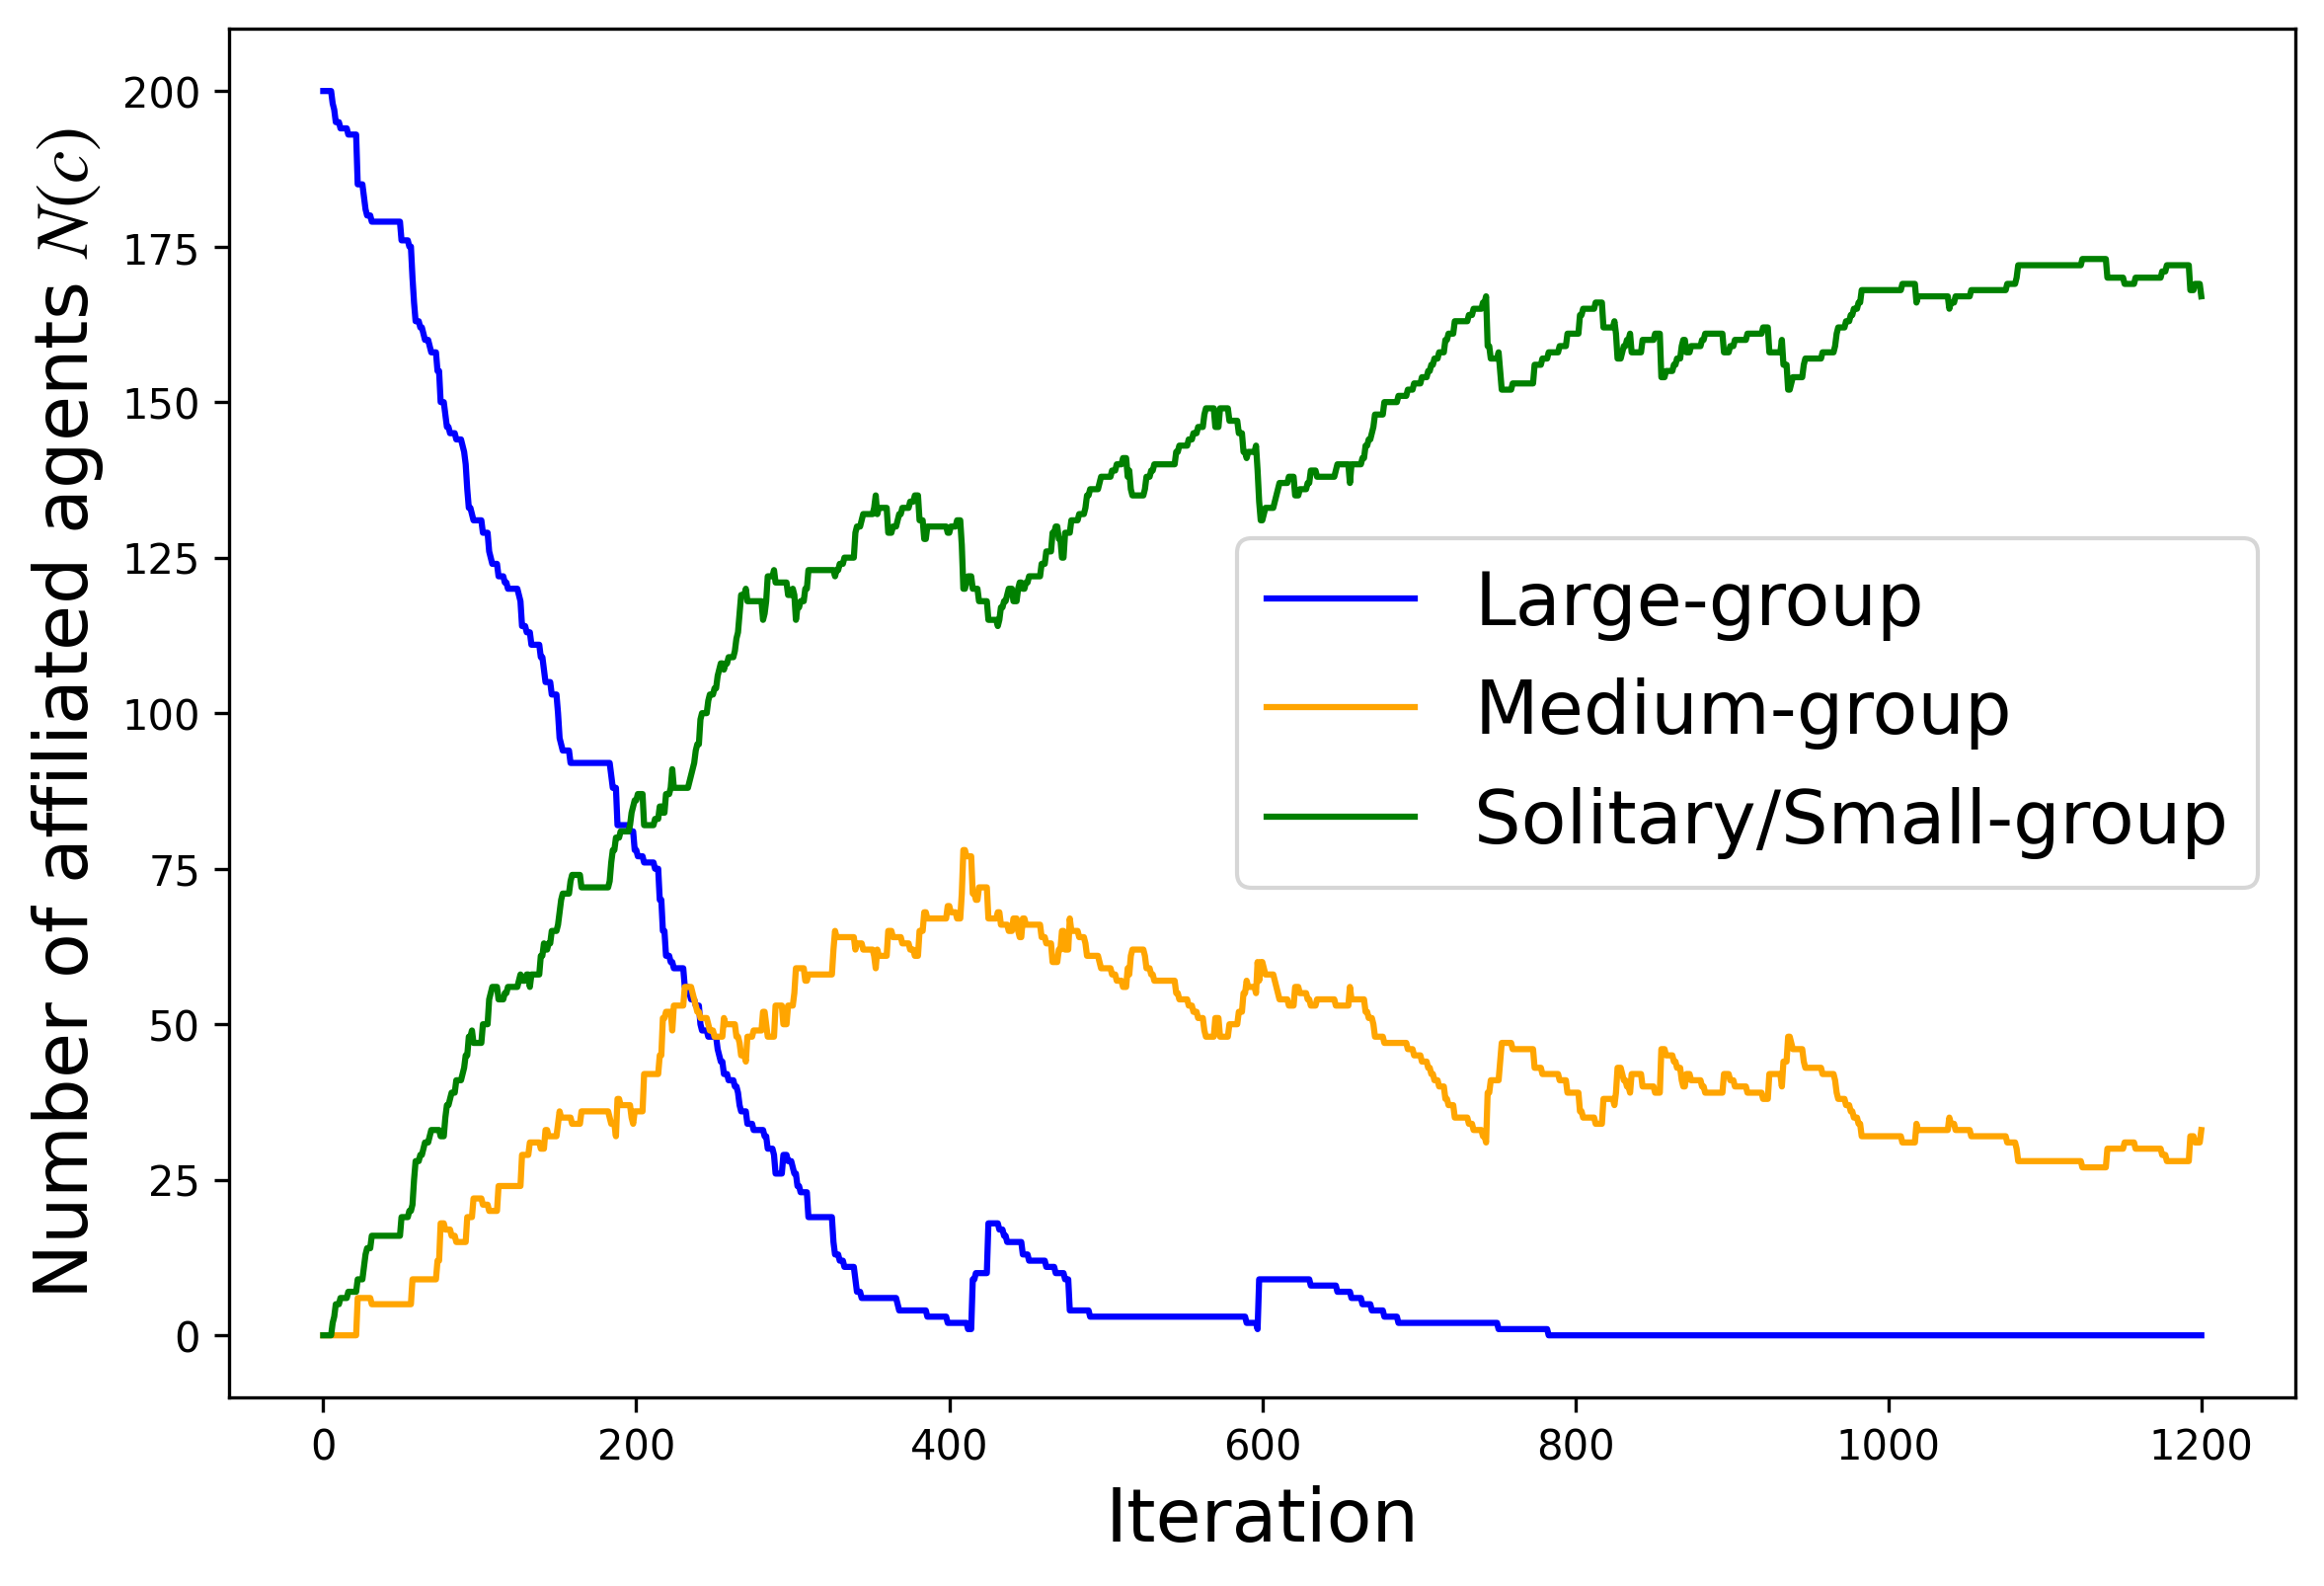 Number of affiliated agents N(c)
200
175
150
125
100
75
50
25
0
Large-group
Medium-group
Solitary/Small-group
0 200 400 600 800 1000 1200
Iteration